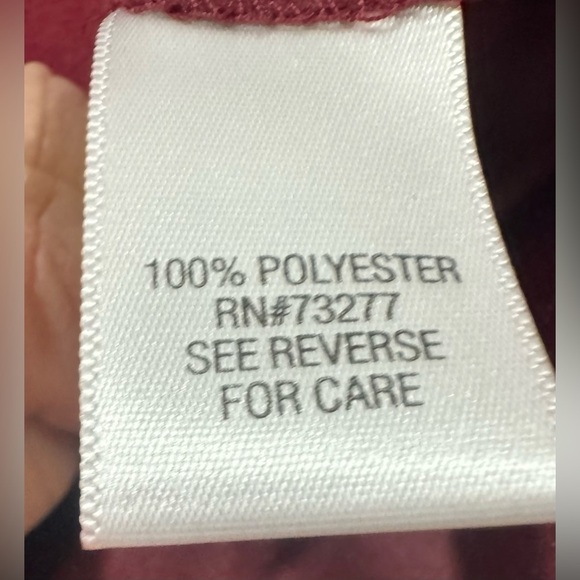 100% POLYESTER
RN#73277
SEE REVERSE
FOR CARE